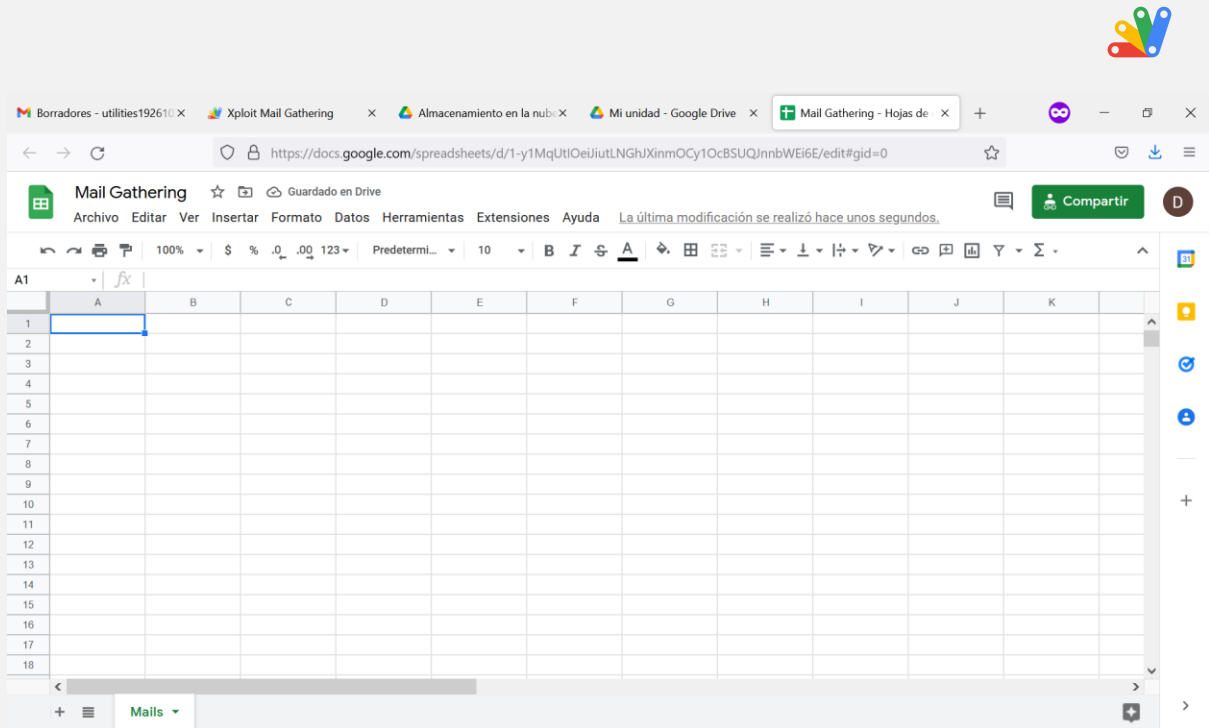 Borradores - utilities192610
Xploit Mail Gathering
Almacenamiento en la nube
Mi unidad - Google Drive
Mail Gathering - Hojas de
https://docs.google.com/spreadsheets/d/1-y1MqUtIOeiJiutLNGhJXinmOCy1OcBSUQJnnbWEi6E/edit#gid=0
Mail Gathering
Guardado en Drive
Compartir
D
Archivo Editar Ver Insertar Formato Datos Herramientas Extensiones Ayuda La última modificación se realizó hace unos segundos.
100% $ % .0 .00 123 Predetermi... 10 B I S A Σ
31
A1 fx
A B C D E F G H I J K
1
2
3
4
5
6
7
8
9
10
11
12
13
14
15
16
17
18
Mails